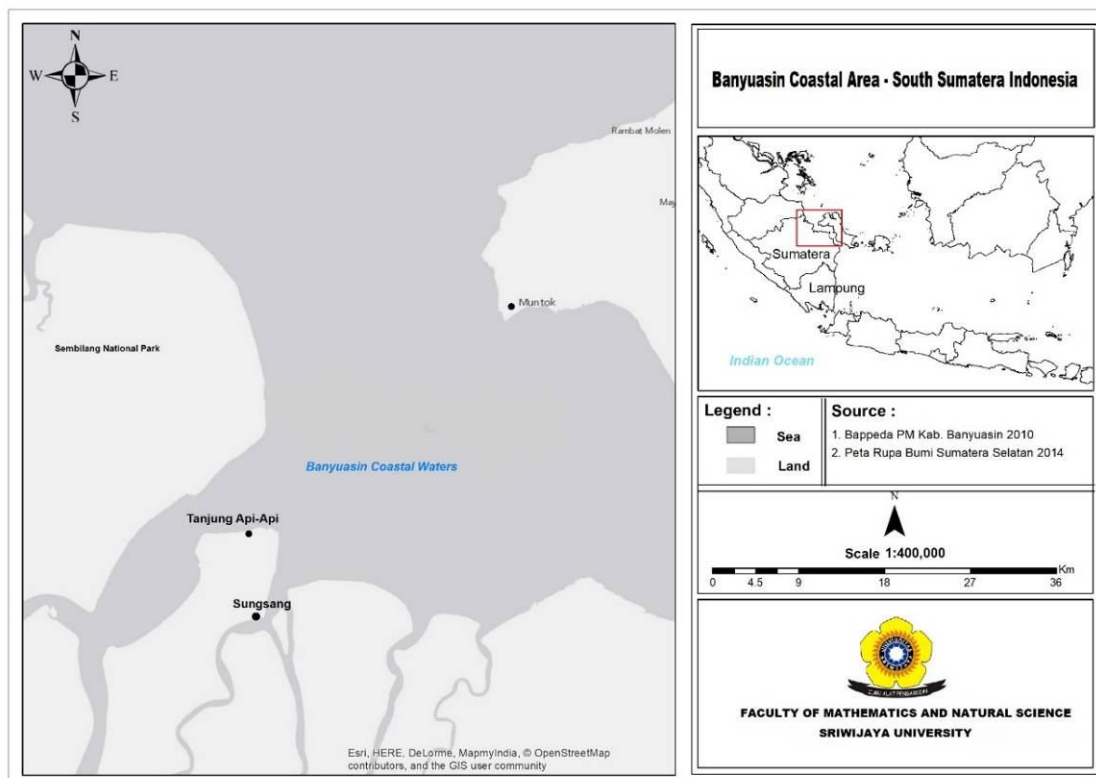 N
W
E
S
Rambat Molen
May
Muntok
Sembilang National Park
Banyuasin Coastal Waters
Tanjung Api-Api
Sungsang
Esri, HERE, DeLorme, MapmyIndia, © OpenStreetMap
contributors, and the GIS user community
Banyuasin Coastal Area - South Sumatera Indonesia
Sumatera
Lampung
Indian Ocean
Legend :
Sea
Land
Source :
1. Bappeda PM Kab. Banyuasin 2010
2. Peta Rupa Bumi Sumatera Selatan 2014
N
Scale 1:400,000
Km
0 4.5 9 18 27 36
FACULTY OF MATHEMATICS AND NATURAL SCIENCE
SRIWIJAYA UNIVERSITY